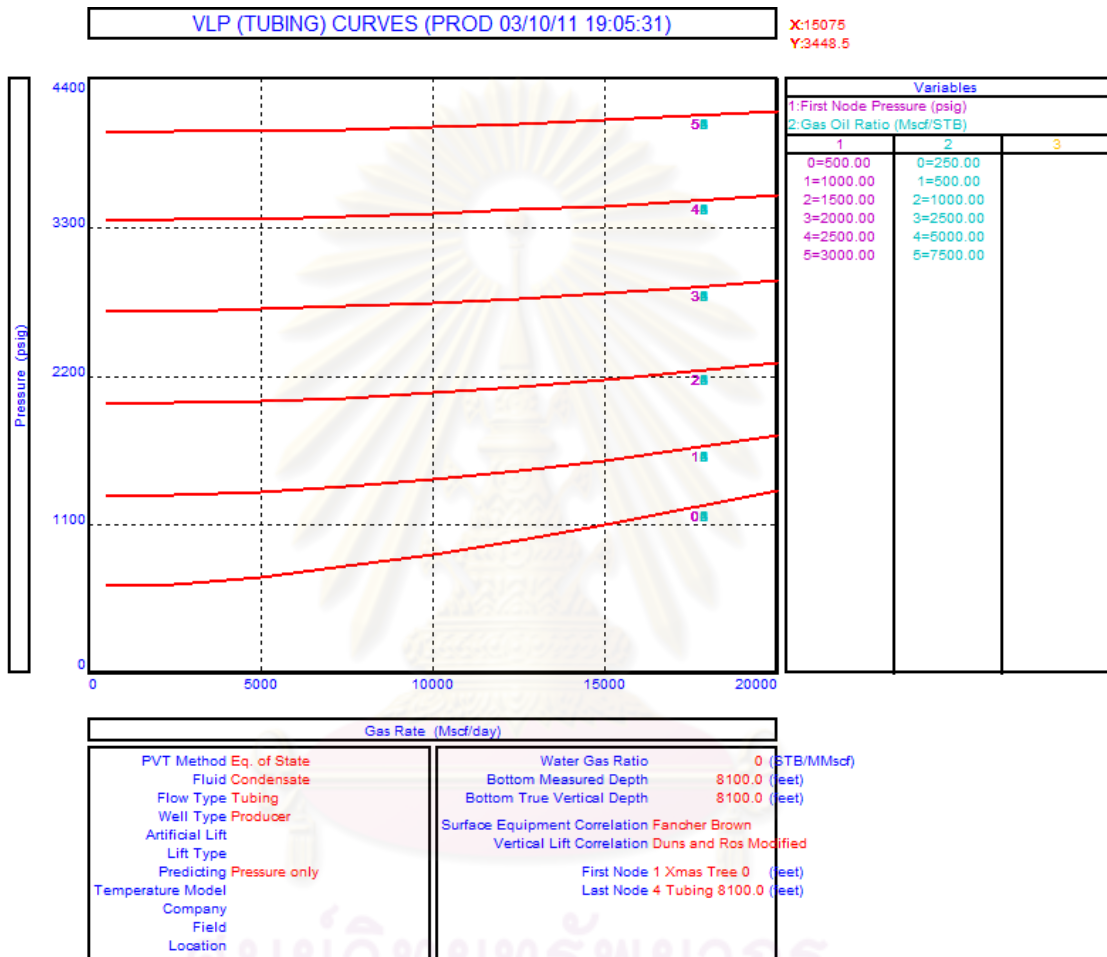 VLP (TUBING) CURVES (PROD 03/10/11 19:05:31)
X:15075
Y:3448.5
Pressure (psig)
4400
3300
2200
1100
0
5
4
3
2
1
0
0 5000 10000 15000 20000
Variables
1:First Node Pressure (psig)
2:Gas Oil Ratio (Mscf/STB)
1 2 3
0=500.00 0=250.00
1=1000.00 1=500.00
2=1500.00 2=1000.00
3=2000.00 3=2500.00
4=2500.00 4=5000.00
5=3000.00 5=7500.00
Gas Rate (Mscf/day)
PVT Method Eq. of State
Fluid Condensate
Flow Type Tubing
Well Type Producer
Artificial Lift
Lift Type
Predicting Pressure only
Temperature Model
Company
Field
Location
Water Gas Ratio 0 (STB/MMscf)
Bottom Measured Depth 8100.0 (feet)
Bottom True Vertical Depth 8100.0 (feet)
Surface Equipment Correlation Fancher Brown
Vertical Lift Correlation Duns and Ros Modified
First Node 1 Xmas Tree 0 (feet)
Last Node 4 Tubing 8100.0 (feet)